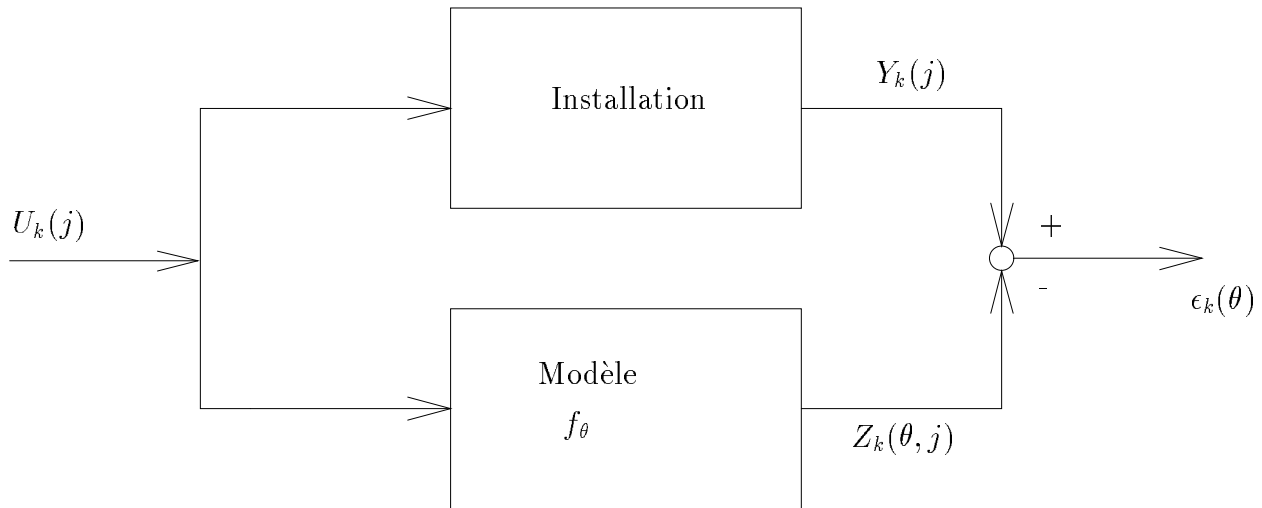 Installation
Y_k(j)
U_k(j)
+
-
ϵ_k(θ)
Modèle
f_θ
Z_k(θ, j)